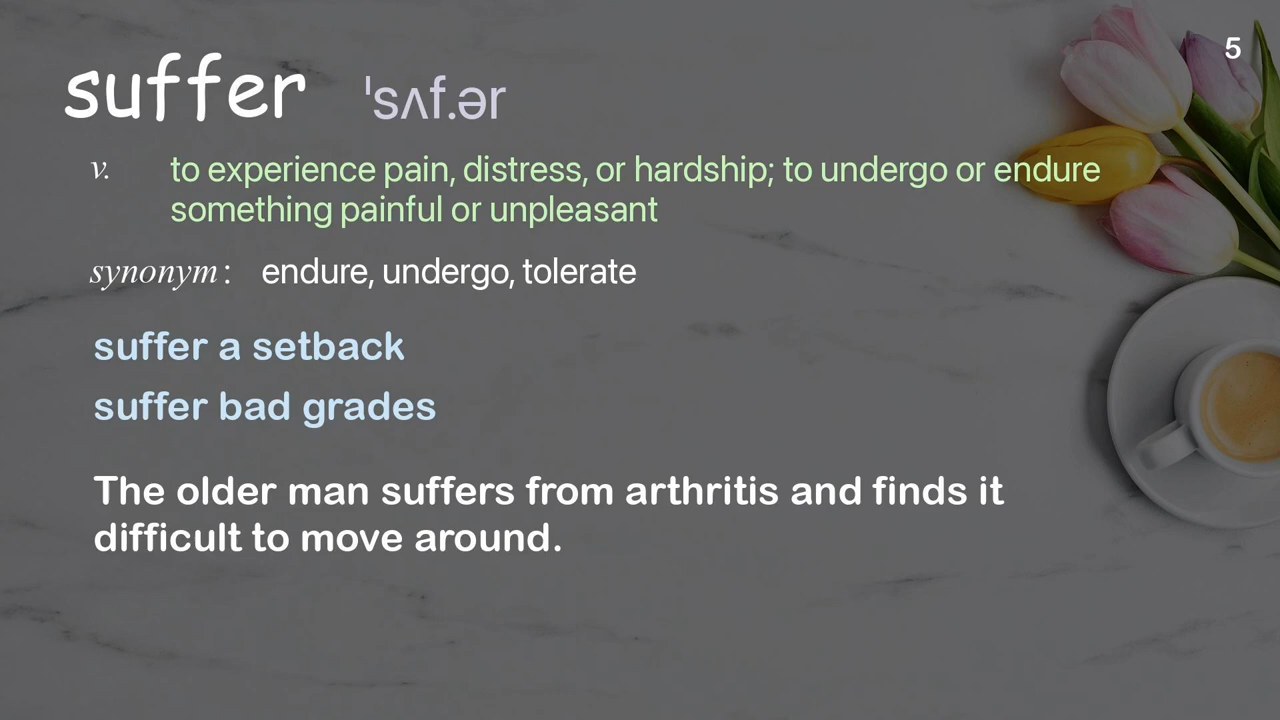 5
suffer ˈsʌf.ər
v. to experience pain, distress, or hardship; to undergo or endure
something painful or unpleasant
synonym: endure, undergo, tolerate
suffer a setback
suffer bad grades
The older man suffers from arthritis and finds it
difficult to move around.